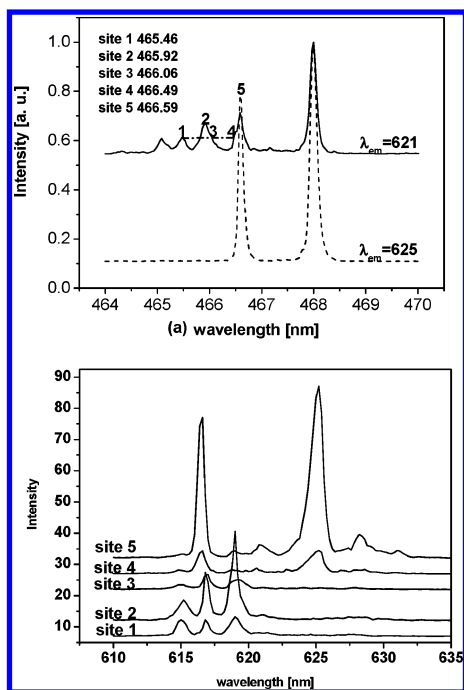 site 1 465.46
site 2 465.92
site 3 466.06
site 4 466.49
site 5 466.59
1.0
0.8
0.6
0.4
0.2
0.0
Intensity [a. u.]
1
2
3
4
5
λem=621
λem=625
464 465 466 467 468 469 470
(a) wavelength [nm]
90
80
70
60
50
40
30
20
10
Intensity
site 5
site 4
site 3
site 2
site 1
610 615 620 625 630 635
wavelength [nm]